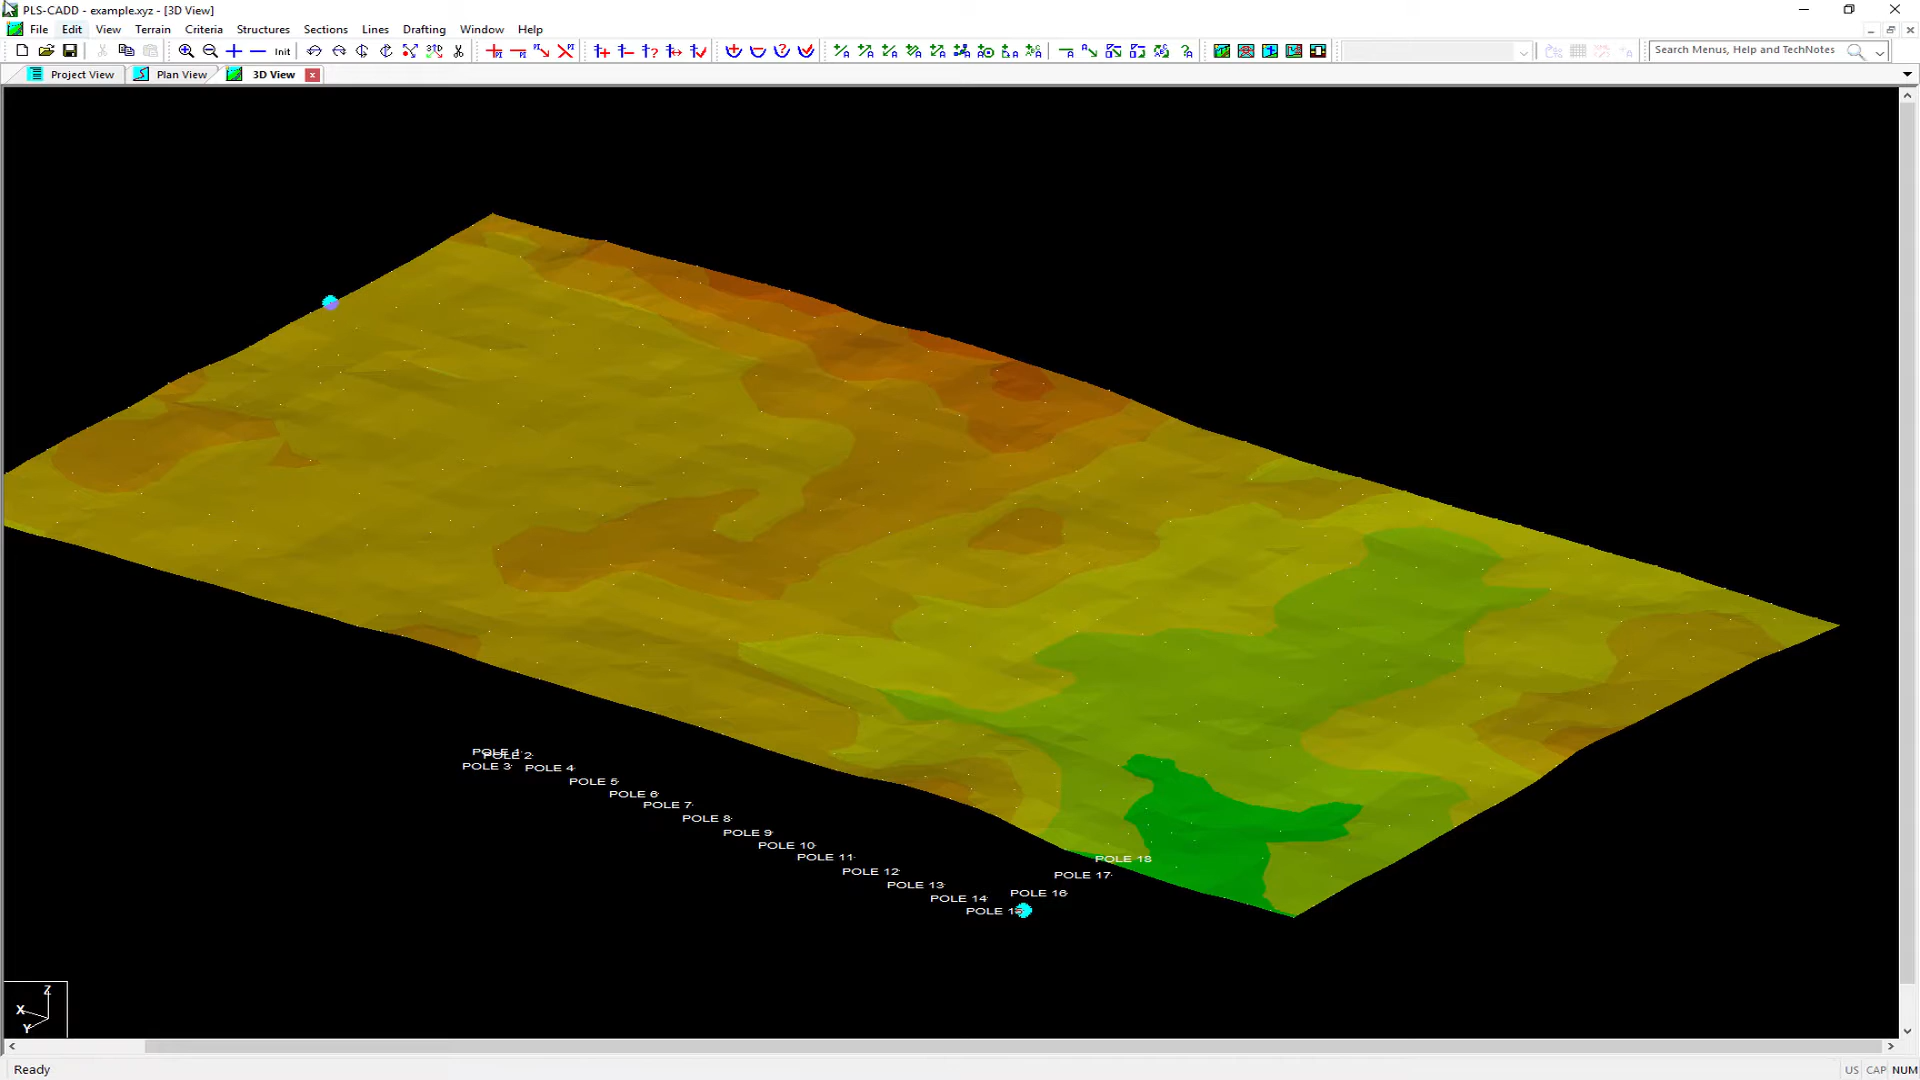 PLS-CADD - example.xyz - [3D View]
File Edit View Terrain Criteria Structures Sections Lines Drafting Window Help
Init
Search Menus, Help and TechNotes
Project View Plan View 3D View
POLE 1
POLE 2
POLE 3
POLE 4
POLE 5
POLE 6
POLE 7
POLE 8
POLE 9
POLE 10
POLE 11
POLE 12
POLE 13
POLE 14
POLE 18
POLE 17
POLE 16
POLE
Z
X
Y
Ready
US CAP NUM